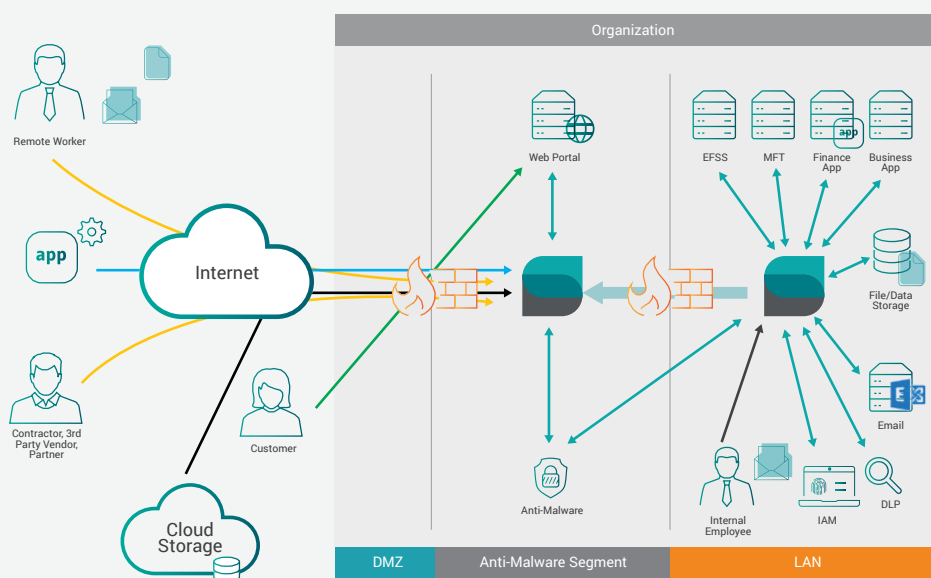 Organization
Remote Worker
app
Internet
Contractor, 3rd
Party Vendor,
Partner
Customer
Cloud
Storage
Web Portal
Anti-Malware
EFSS
MFT
app
Finance
App
Business
App
File/Data
Storage
E
Email
Internal
Employee
IAM
DLP
DMZ
Anti-Malware Segment
LAN